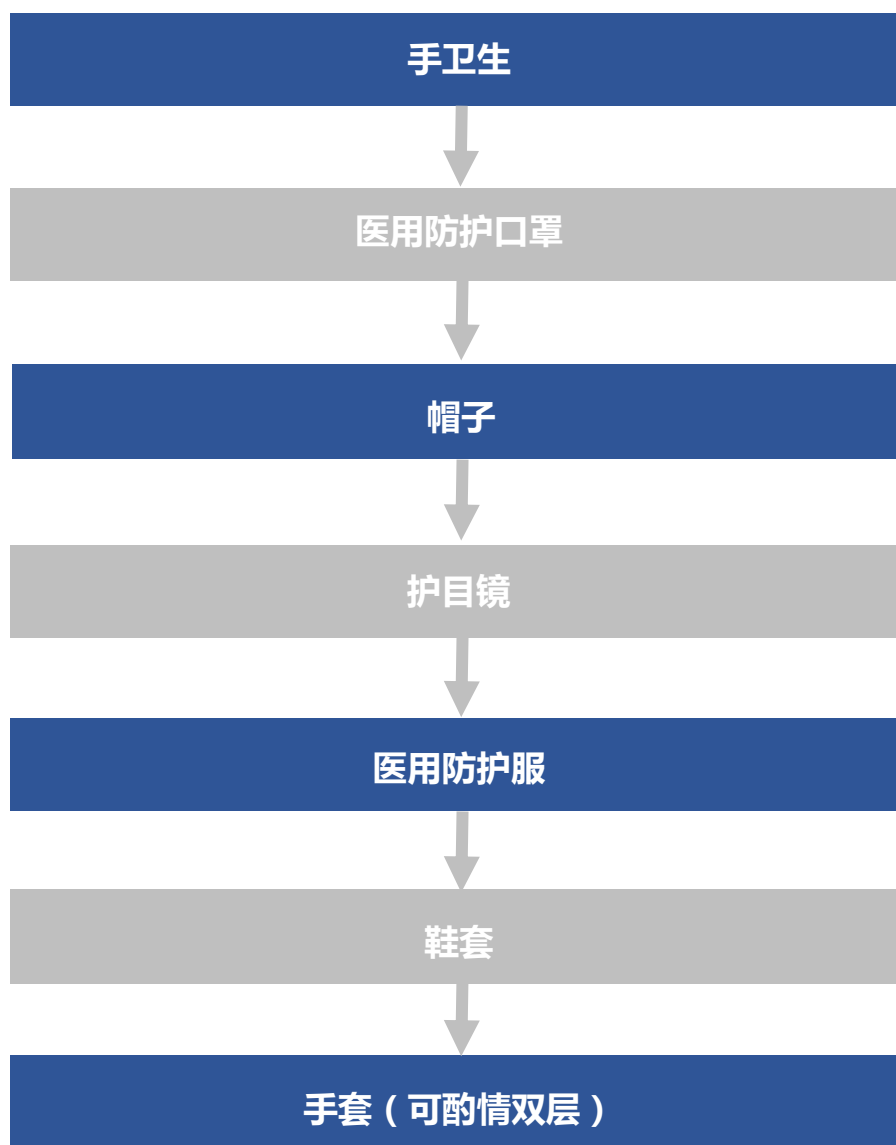 手卫生
医用防护口罩
帽子
护目镜
医用防护服
鞋套
手套（可酌情双层）